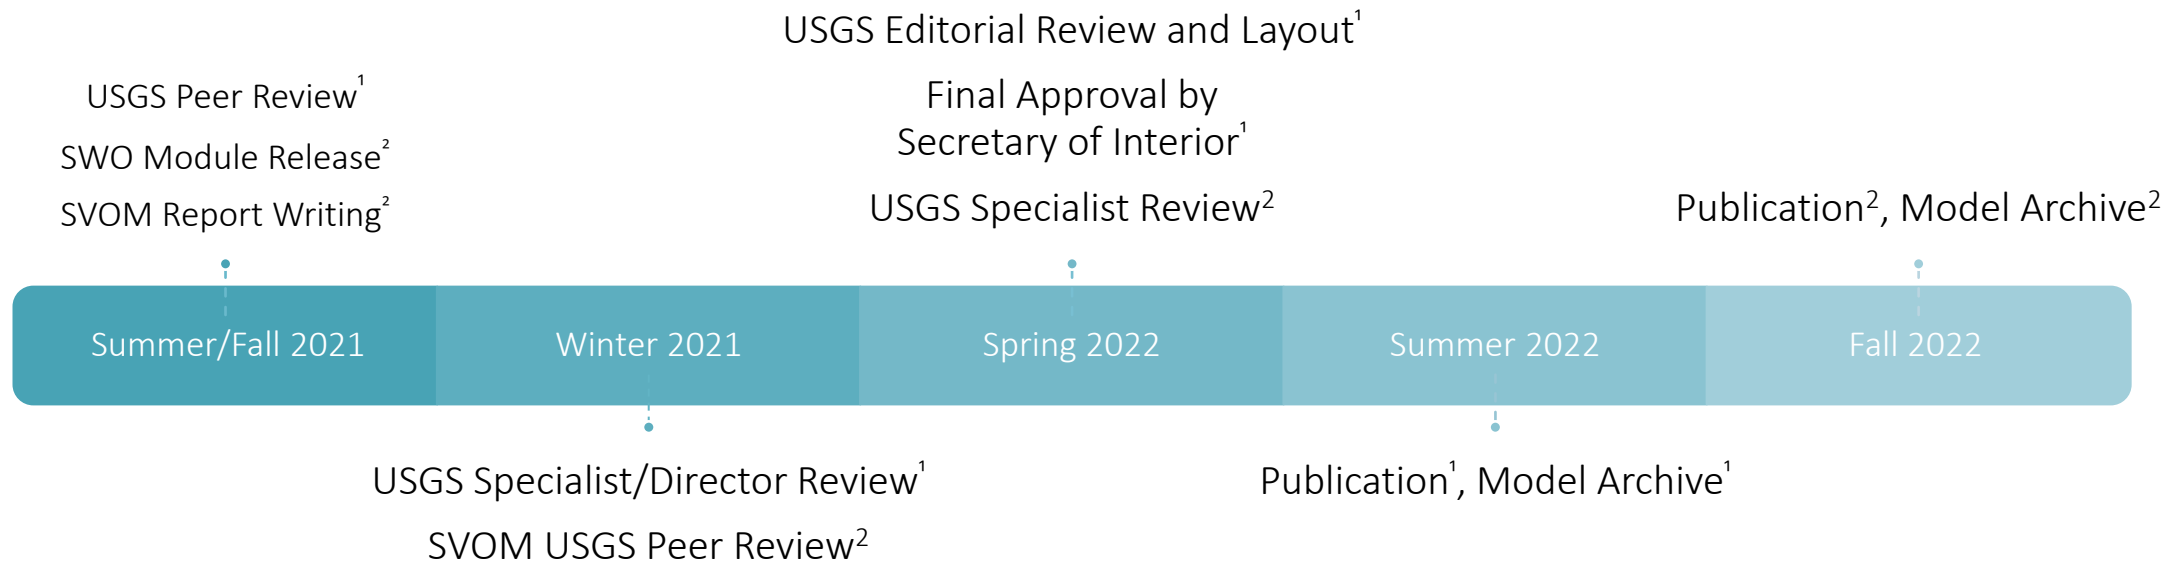 USGS Editorial Review and Layout¹
Final Approval by
Secretary of Interior¹
USGS Specialist Review²
USGS Peer Review¹
SWO Module Release²
SVOM Report Writing²
Publication², Model Archive²
Summer/Fall 2021
Winter 2021
Spring 2022
Summer 2022
Fall 2022
USGS Specialist/Director Review¹
SVOM USGS Peer Review²
Publication¹, Model Archive¹